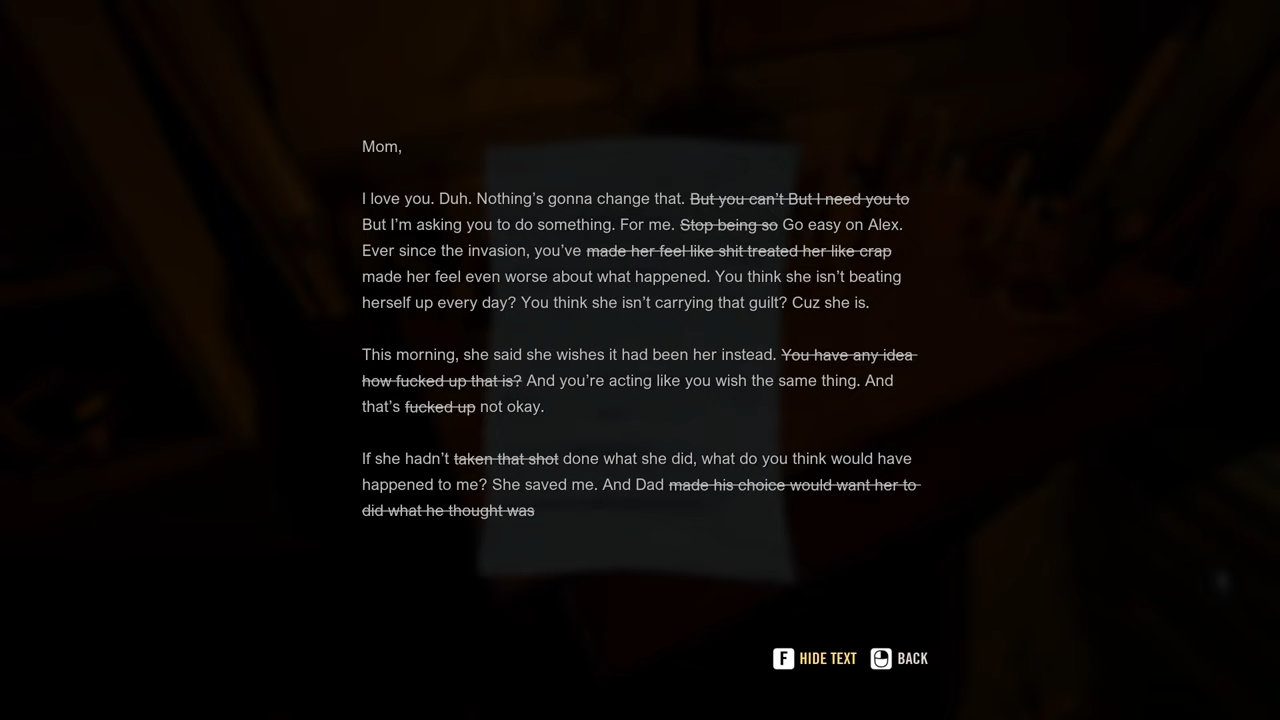 Mom,
I love you. Duh. Nothing's gonna change that. But you can't But I need you to
But I'm asking you to do something. For me. Stop being so Go easy on Alex.
Ever since the invasion, you've made her feel like shit treated her like crap
made her feel even worse about what happened. You think she isn't beating
herself up every day? You think she isn't carrying that guilt? Cuz she is.
This morning, she said she wishes it had been her instead. You have any idea
how fucked up that is? And you're acting like you wish the same thing. And
that's fucked up not okay.
If she hadn't taken that shot done what she did, what do you think would have
happened to me? She saved me. And Dad made his choice would want her to
did what he thought was
F HIDE TEXT BACK